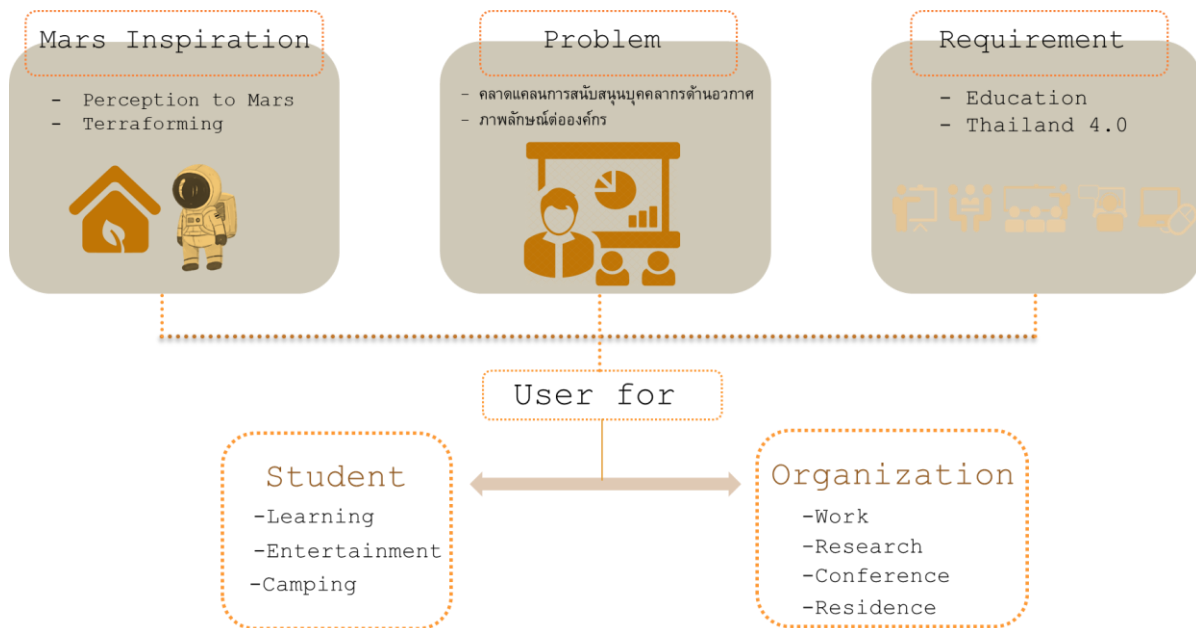 Mars Inspiration
- Perception to Mars
- Terraforming
Problem
- คลาดแคลนการสนับสนุนบุคคลากรด้านอวกาศ
- ภาพลักษณ์ต่อองค์กร
Requirement
- Education
- Thailand 4.0
User for
Student
-Learning
-Entertainment
-Camping
Organization
-Work
-Research
-Conference
-Residence